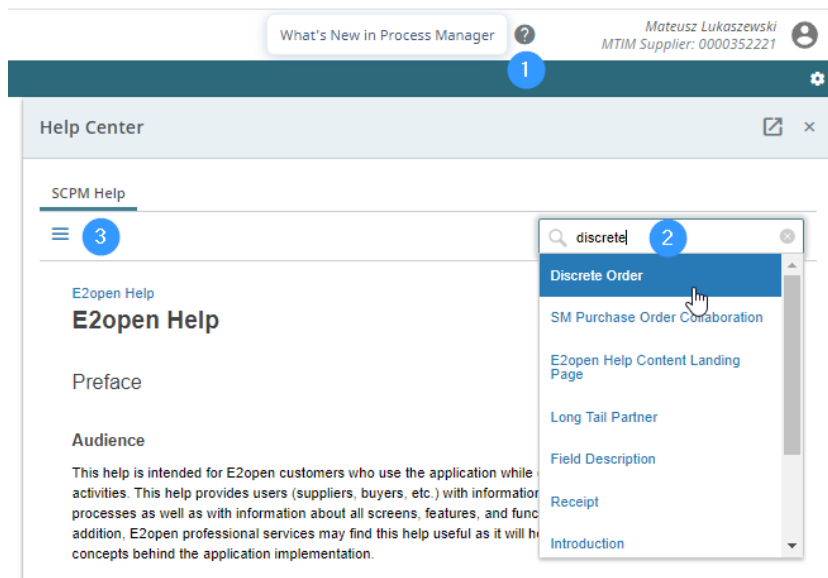 What's New in Process Manager
Mateusz Lukaszewski
MTIM Supplier: 0000352221
1
Help Center
SCPM Help
3
discrete
2
Discrete Order
SM Purchase Order Collaboration
E2open Help Content Landing
Page
Long Tail Partner
Field Description
Receipt
Introduction
E2open Help
E2open Help
Preface
Audience
This help is intended for E2open customers who use the application while
activities. This help provides users (suppliers, buyers, etc.) with information
processes as well as with information about all screens, features, and func
addition, E2open professional services may find this help useful as it will he
concepts behind the application implementation.